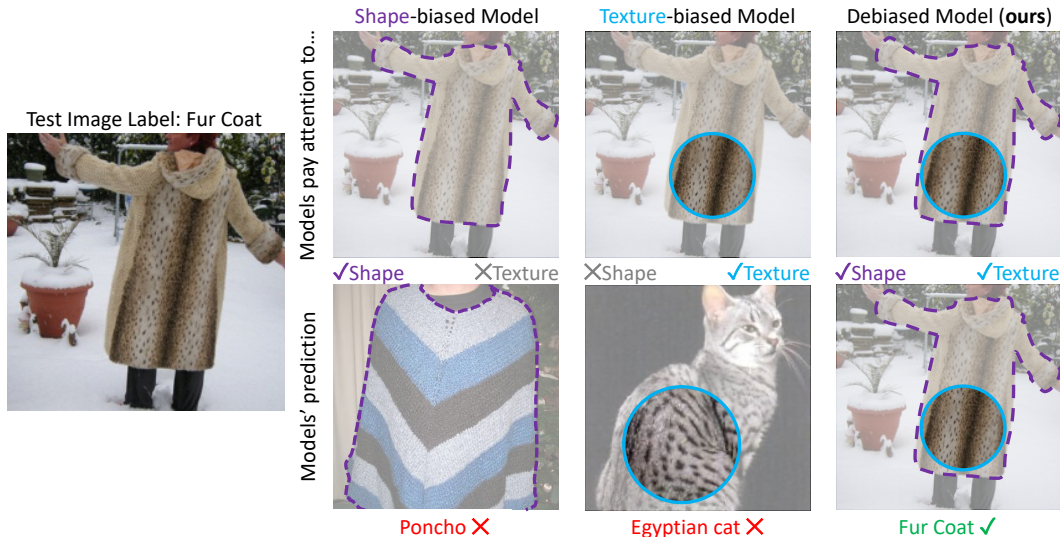 Shape-biased Model
Texture-biased Model
Debiased Model (ours)
Models pay attention to...
Test Image Label: Fur Coat
✓Shape
✕Texture
✕Shape
✓Texture
✓Shape
✓Texture
Models' prediction
Poncho ✕
Egyptian cat ✕
Fur Coat ✓